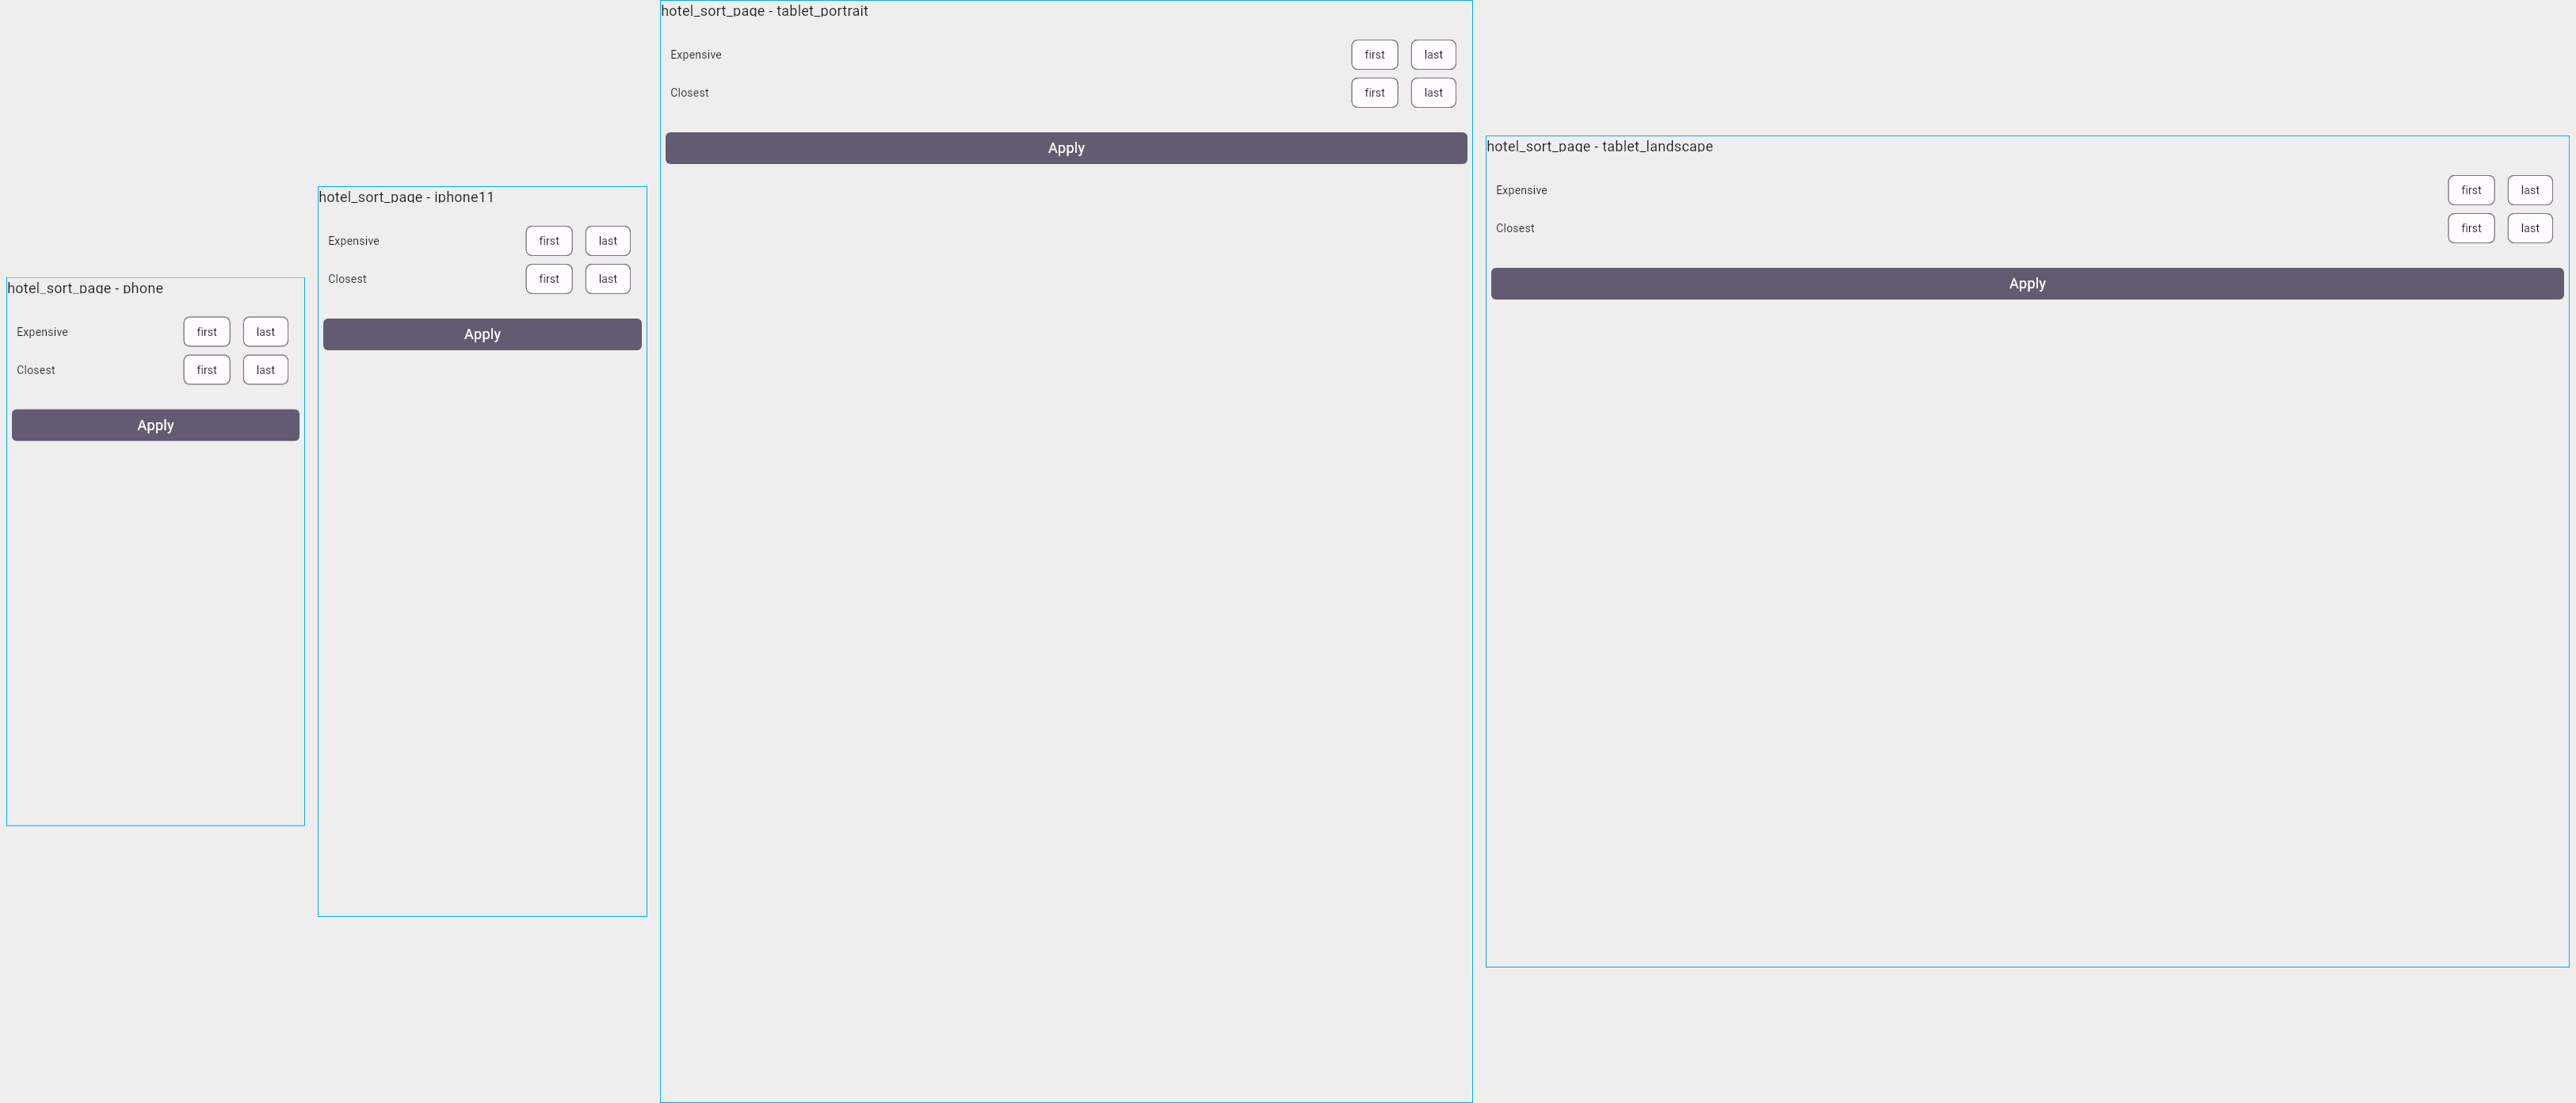 hotel_sort_page - phone
Expensive first last
Closest first last
Apply
hotel_sort_page - iphone11
Expensive first last
Closest first last
Apply
hotel_sort_page - tablet_portrait
Expensive first last
Closest first last
Apply
hotel_sort_page - tablet_landscape
Expensive first last
Closest first last
Apply